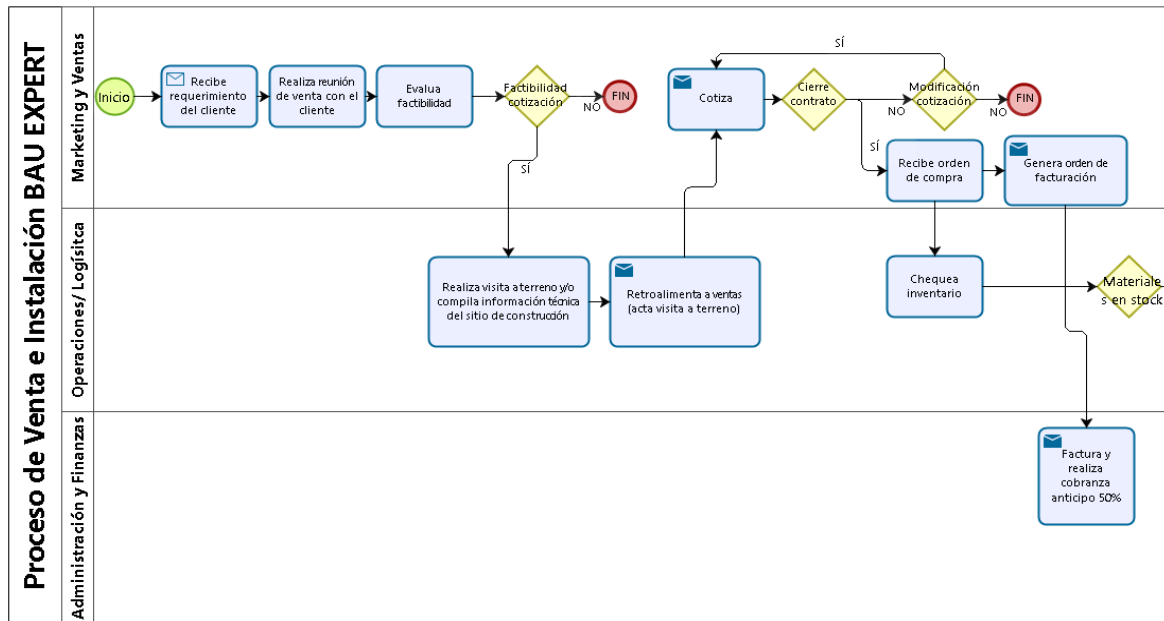 Proceso de Venta e Instalación BAU EXPERT
Marketing y Ventas
Inicio
Recibe
requerimiento
del cliente
Realiza reunión
de venta con el
cliente
Evalua
factibilidad
Factibilidad
cotización
NO
FIN
SÍ
SÍ
Cotiza
Cierre
contrato
NO
Modificación
cotización
NO
FIN
SÍ
Recibe orden
de compra
Genera orden de
facturación
Operaciones/ Logísitca
Realiza visita a terreno y/o
compila información técnica
del sitio de construcción
Retroalimenta a ventas
(acta visita a terreno)
Chequea
inventario
Materiale
s en stock
Administración y Finanzas
Factura y
realiza
cobranza
anticipo 50%